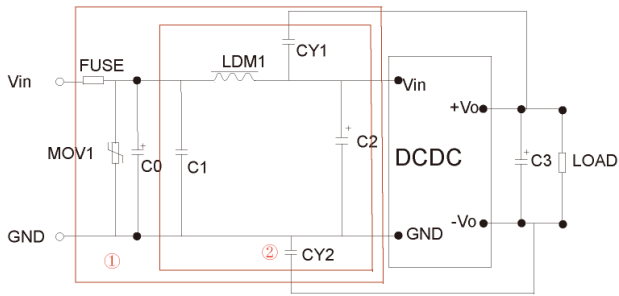 FUSE
LDM1
CY1
Vin
Vin
+Vo
MOV1
C0
C1
C2
DCDC
C3
LOAD
GND
GND
-Vo
①
②
CY2